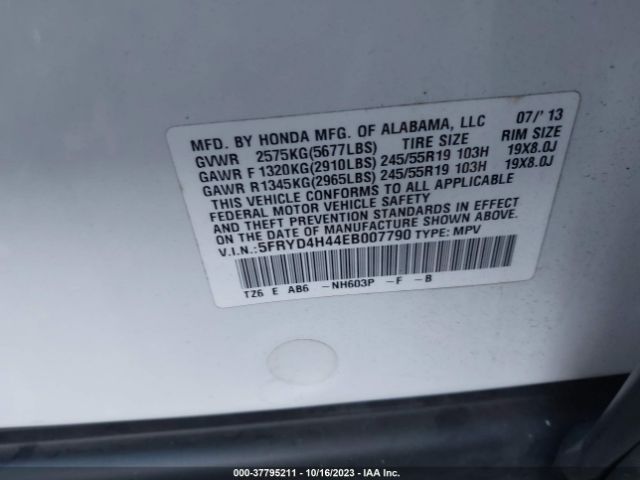 MFD. BY HONDA MFG. OF ALABAMA, LLC 07/' 13
GVWR 2575KG(5677LBS) TIRE SIZE RIM SIZE
GAWR F 1320KG(2910LBS) 245/55R19 103H 19X8.0J
GAWR R1345KG(2965LBS) 245/55R19 103H 19X8.0J
THIS VEHICLE CONFORMS TO ALL APPLICABLE
FEDERAL MOTOR VEHICLE SAFETY
AND THEFT PREVENTION STANDARDS IN EFFECT
ON THE DATE OF MANUFACTURE SHOWN ABOVE.
V.I.N.:5FRYD4H44EB007790 TYPE: MPV
TZ6 E AB6 -NH603P -F -B
000-37795211 - 10/16/2023 - IAA Inc.